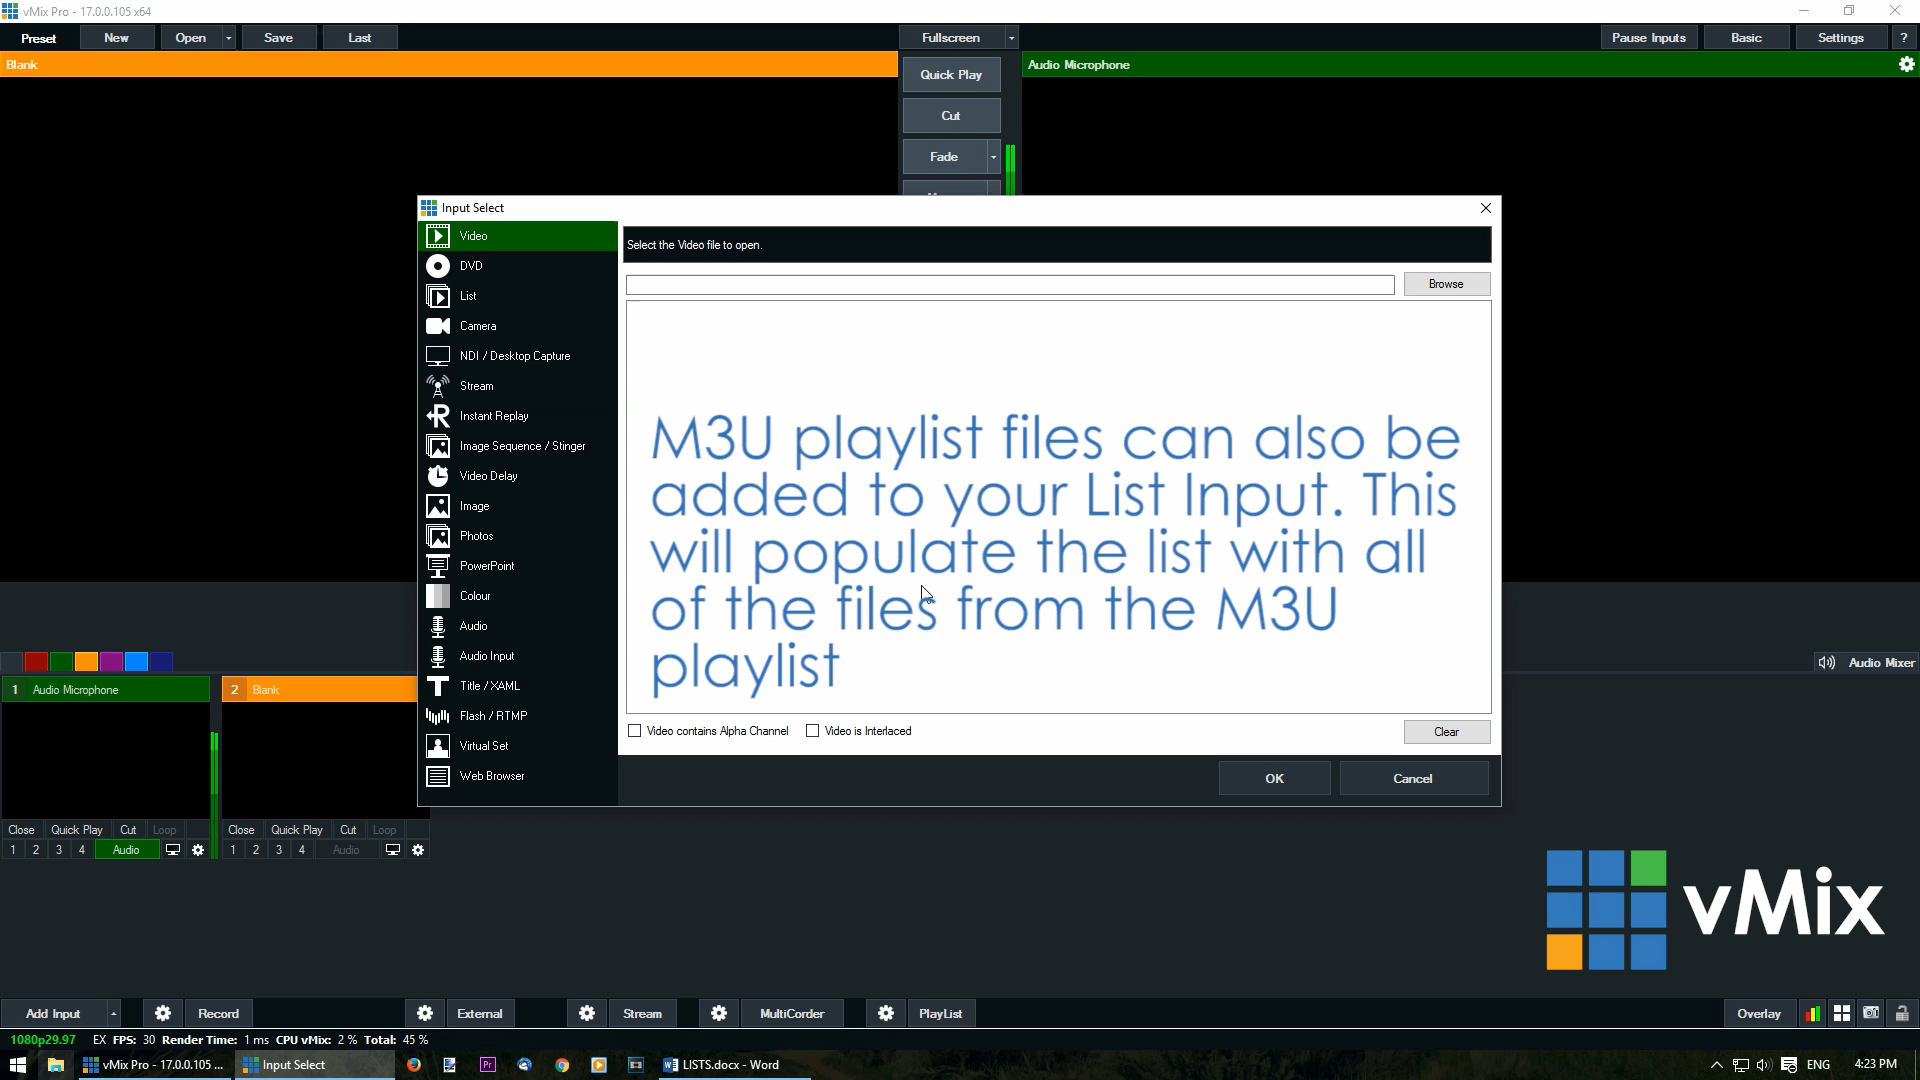 vMix Pro - 17.0.0.105 x64
Preset New Open Save Last Fullscreen Pause Inputs Basic Settings ?
Blank
Audio Microphone
Quick Play
Cut
Fade
Input Select
Video
DVD
List
Camera
NDI / Desktop Capture
Stream
Instant Replay
Image Sequence / Stinger
Video Delay
Image
Photos
PowerPoint
Colour
Audio
Audio Input
Title / XAML
Flash / RTMP
Virtual Set
Web Browser
Select the Video file to open.
Browse
M3U playlist files can also be
added to your List Input. This
will populate the list with all
of the files from the M3U
playlist
Video contains Alpha Channel Video is Interlaced Clear
OK Cancel
Audio Mixer
1 Audio Microphone 2 Blank
Close Quick Play Cut Loop Close Quick Play Cut Loop
1 2 3 4 Audio 1 2 3 4 Audio
vMix
Add Input Record External Stream MultiCorder PlayList Overlay
1080p29.97 EX FPS: 30 Render Time: 1 ms CPU vMix: 2 % Total: 45 %
vMix Pro - 17.0.0.105 ... Input Select Pr LISTS.docx - Word ENG 4:23 PM